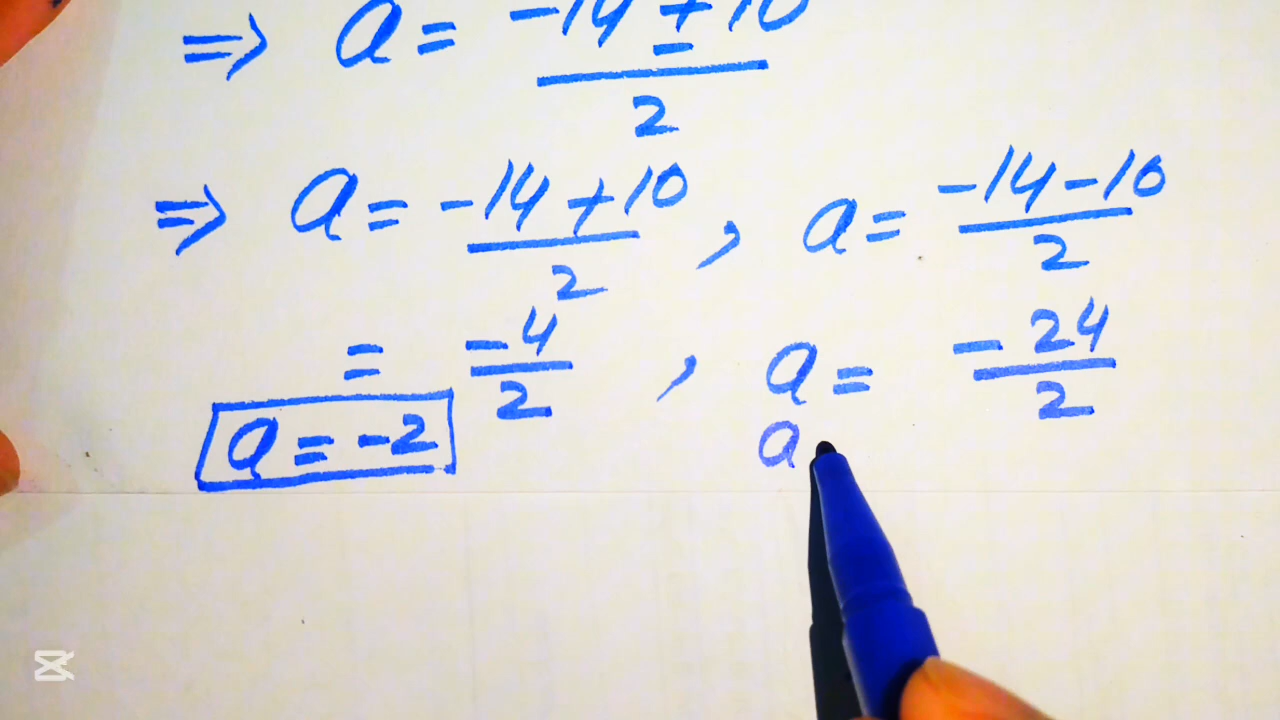 ⇒ a = -14 ± 10 / 2
⇒ a = -14 + 10 / 2 , a = -14 - 10 / 2
= -4 / 2 , a = -24 / 2
a = -2 a